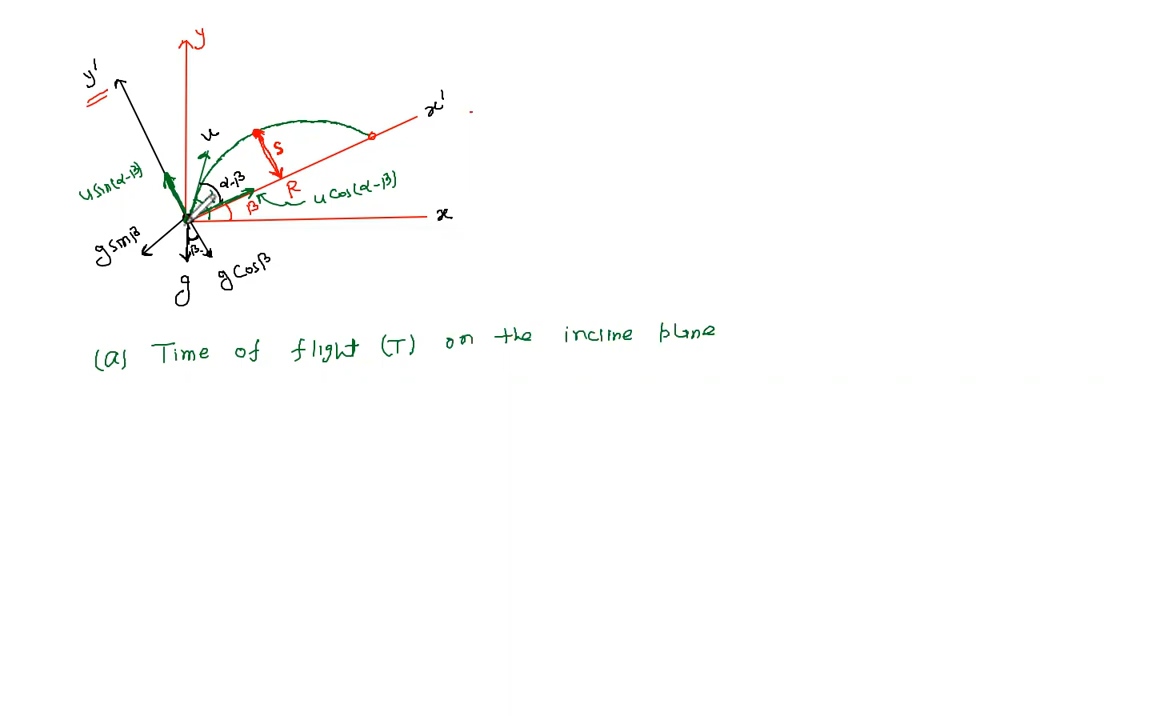 y
y'
x'
u
S
α-β
u sin(α-β)
R
u cos(α-β)
β
x
g sinβ
β
g cosβ
g
(a) Time of flight (T) on the incline plane